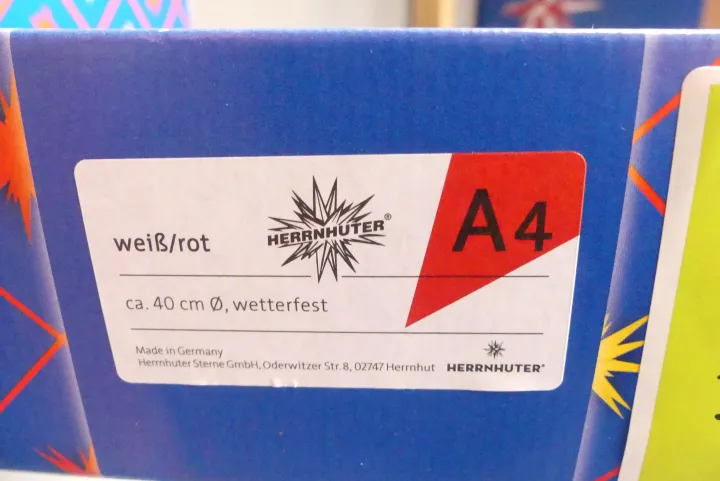 weiß/rot
HERRNHUTER®
A4
ca. 40 cm Ø, wetterfest
Made in Germany
Herrnhuter Sterne GmbH, Oderwitzer Str. 8, 02747 Herrnhut
HERRNHUTER®